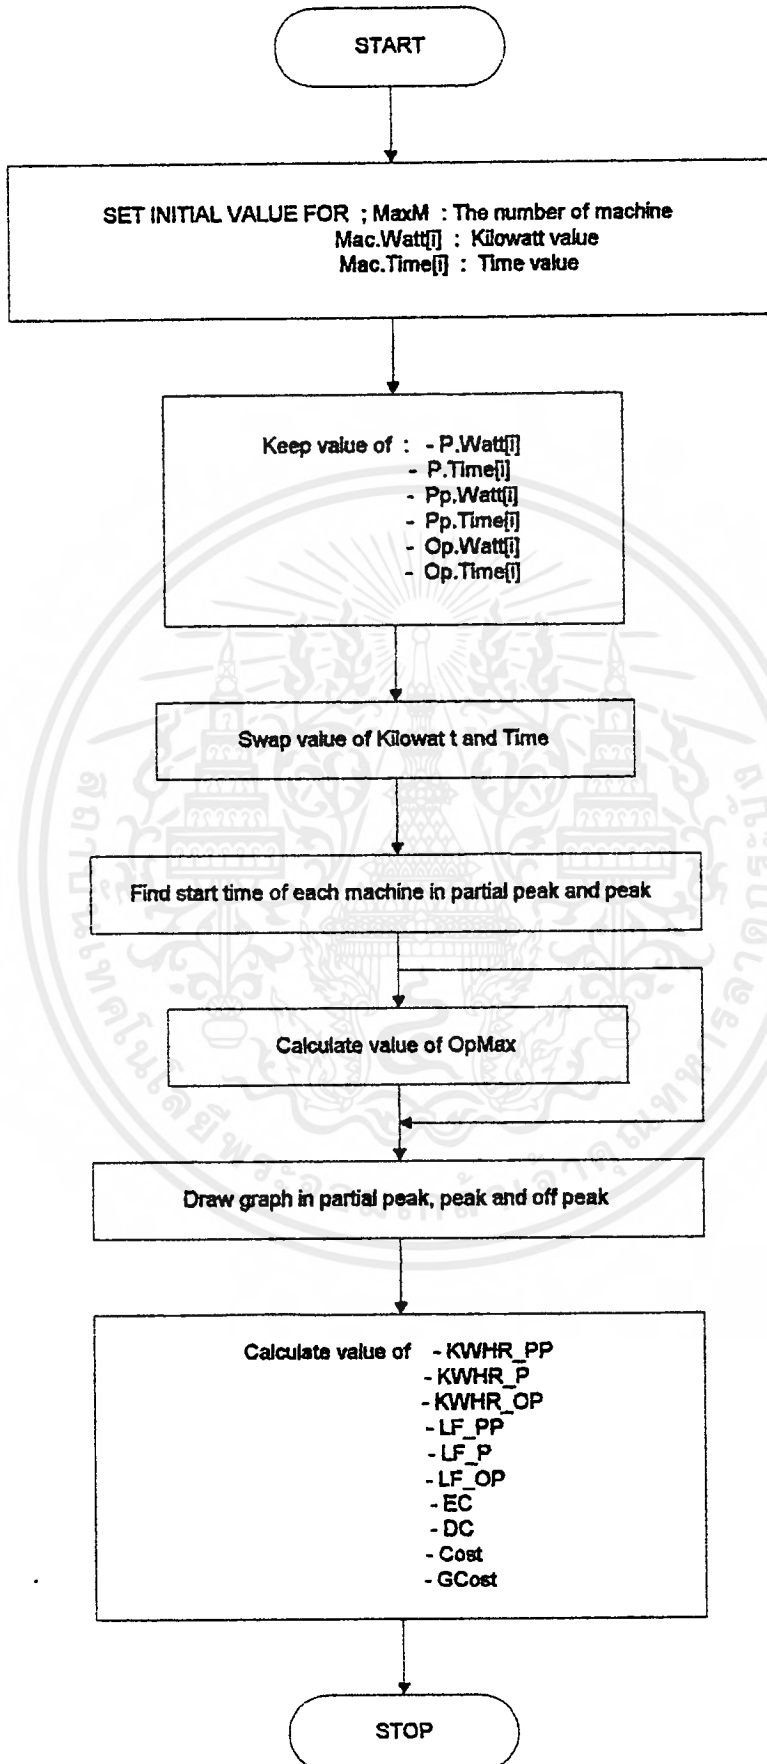 START
SET INITIAL VALUE FOR ; MaxM : The number of machine
Mac.Watt[i] : Kilowatt value
Mac.Time[i] : Time value
Keep value of : - P.Watt[i]
- P.Time[i]
- Pp.Watt[i]
- Pp.Time[i]
- Op.Watt[i]
- Op.Time[i]
Swap value of Kilowat t and Time
Find start time of each machine in partial peak and peak
Calculate value of OpMax
Draw graph in partial peak, peak and off peak
Calculate value of - KWHR_PP
- KWHR_P
- KWHR_OP
- LF_PP
- LF_P
- LF_OP
- EC
- DC
- Cost
- GCost
STOP